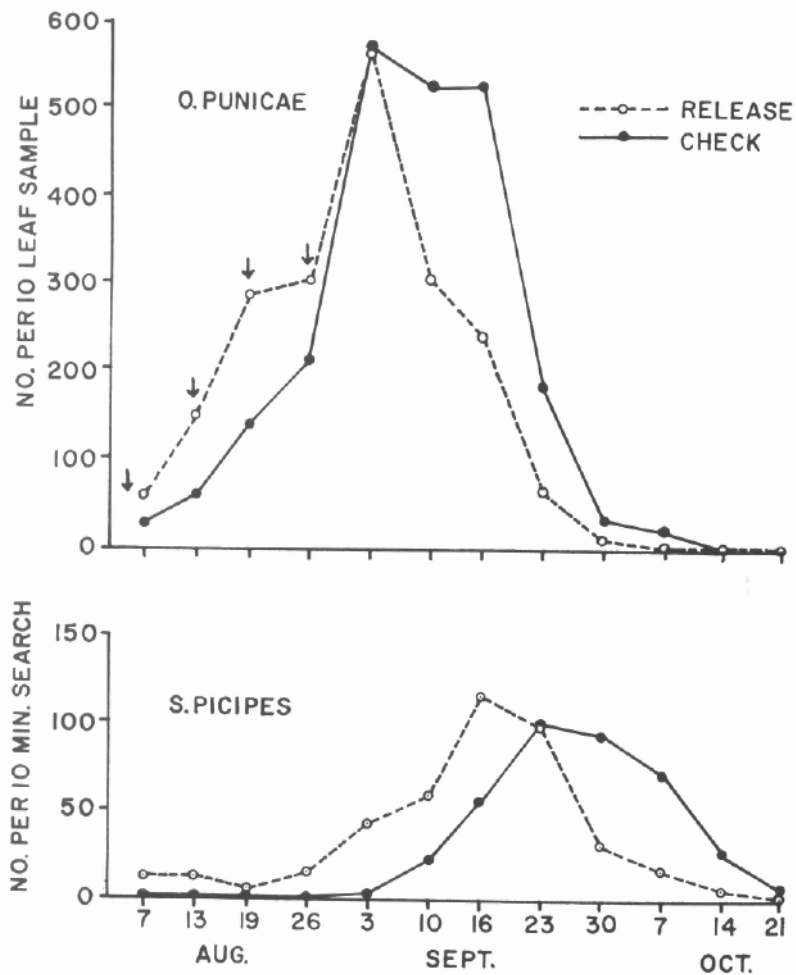 600
500
400
300
200
100
0
NO. PER 10 LEAF SAMPLE
O. PUNICAE
RELEASE
CHECK
150
100
50
0
NO. PER 10 MIN. SEARCH
S. PICIPES
7 13 19 26 3 10 16 23 30 7 14 21
AUG. SEPT. OCT.